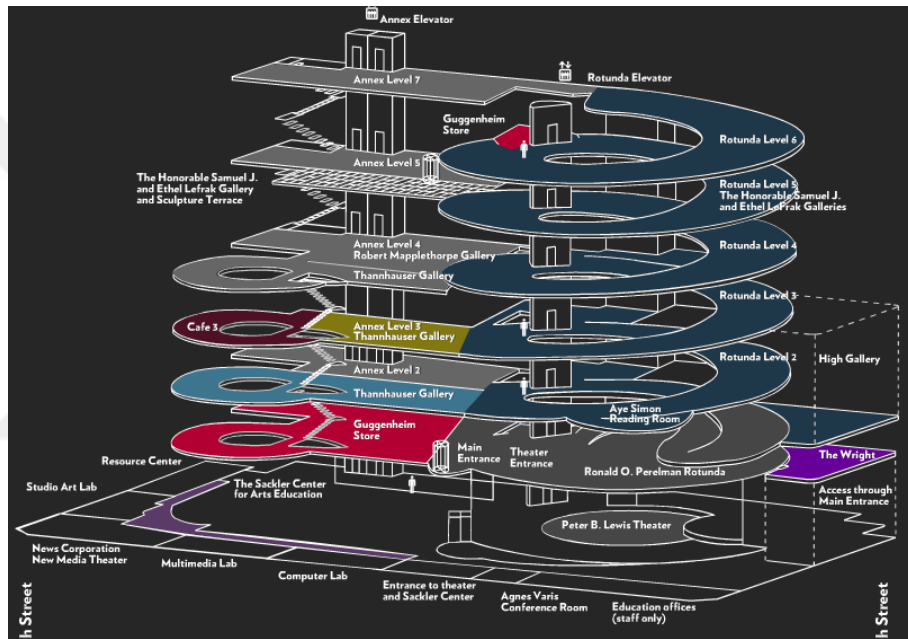 Annex Elevator
Rotunda Elevator
Annex Level 7
Guggenheim
Store
Rotunda Level 6
Annex Level 5
The Honorable Samuel J.
and Ethel Lefrak Gallery
and Sculpture Terrace
Rotunda Level 5
The Honorable Samuel J.
and Ethel LeFrak Galleries
Annex Level 4
Robert Mapplethorpe Gallery
Rotunda Level 4
Thannhauser Gallery
Rotunda Level 3
Cafe 3
Annex Level 3
Thannhauser Gallery
Rotunda Level 2
High Gallery
Annex Level 2
Thannhauser Gallery
Aye Simon
Reading Room
Guggenheim
Store
Main
Entrance
Theater
Entrance
Ronald O. Perelman Rotunda
The Wright
Resource Center
The Sackler Center
for Arts Education
Access through
Main Entrance
Studio Art Lab
Peter B. Lewis Theater
News Corporation
New Media Theater
Multimedia Lab
Computer Lab
Entrance to theater
and Sackler Center
Agnes Varis
Conference Room
Education offices
(staff only)
h Street
h Street